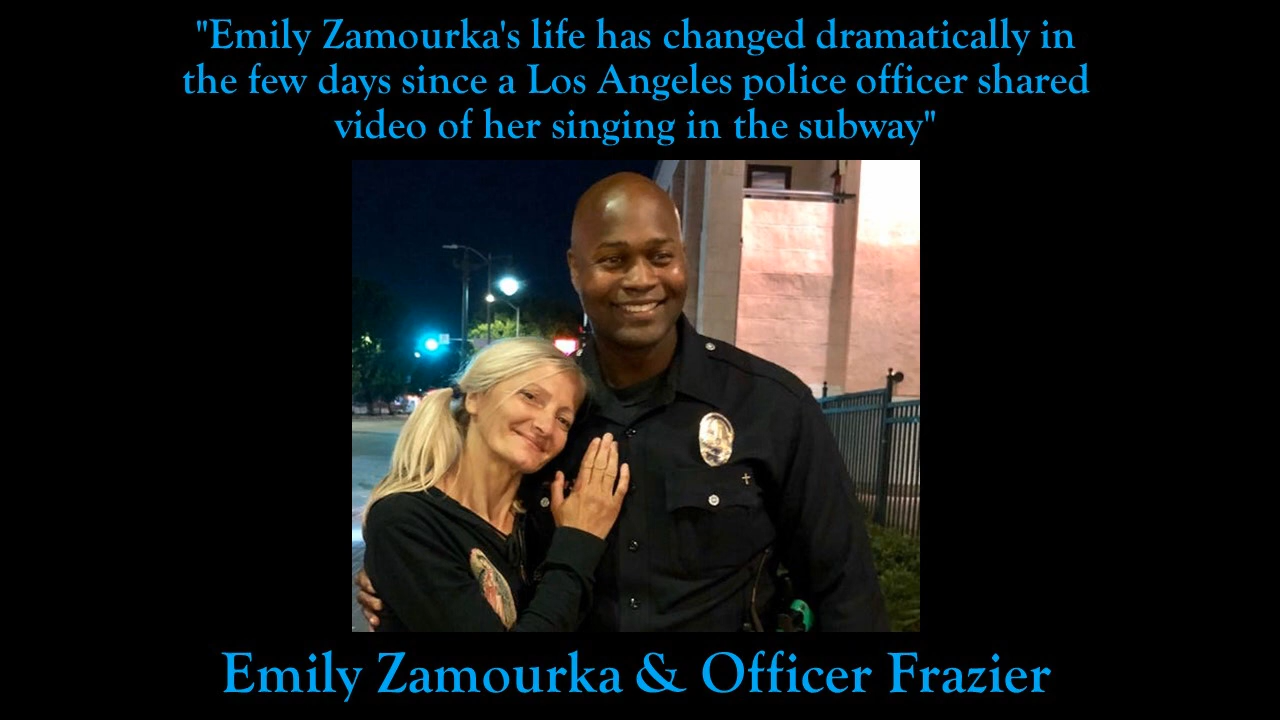 "Emily Zamourka's life has changed dramatically in
the few days since a Los Angeles police officer shared
video of her singing in the subway"
Emily Zamourka & Officer Frazier